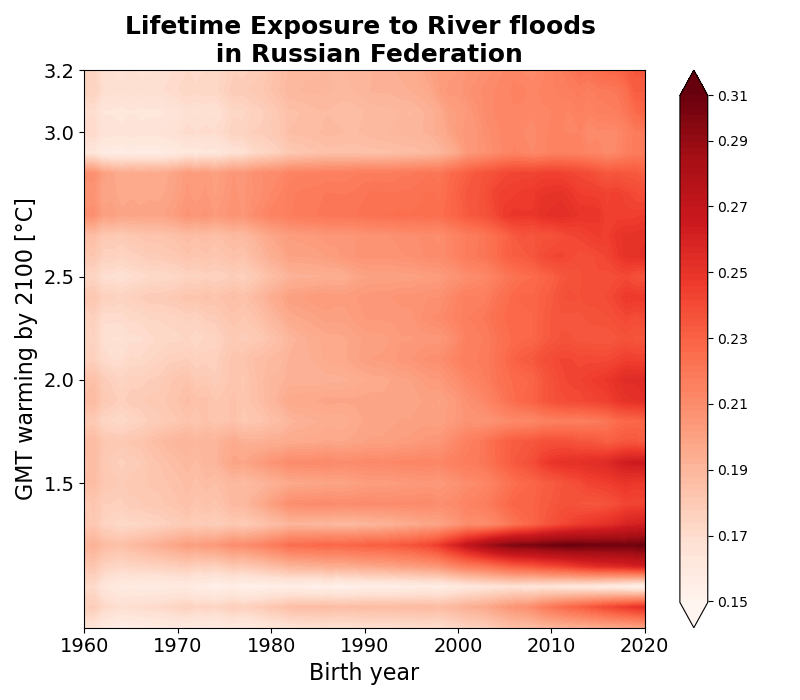 Lifetime Exposure to River floods
in Russian Federation
GMT warming by 2100 [°C]
3.2
3.0
2.5
2.0
1.5
1960 1970 1980 1990 2000 2010 2020
Birth year
0.31
0.29
0.27
0.25
0.23
0.21
0.19
0.17
0.15